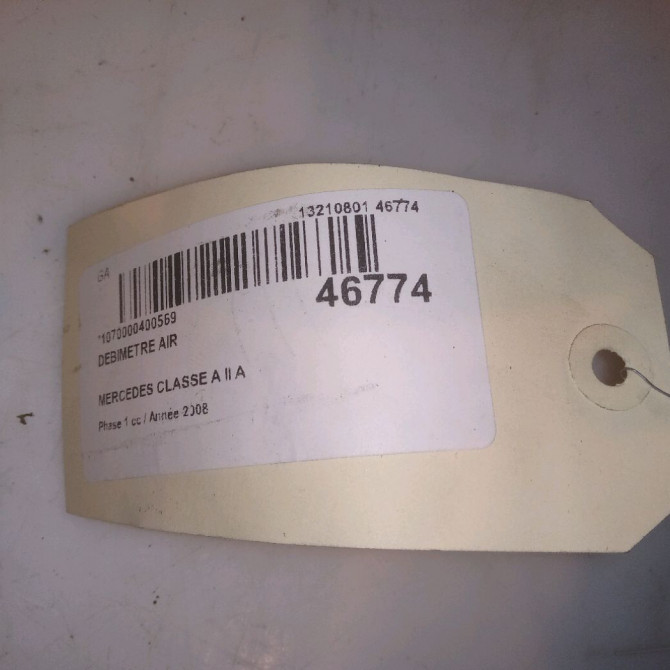 13210801 46774
GA
46774
*1070000400569
DEBIMETRE AIR
MERCEDES CLASSE A II A
Phase 1 cc / Année 2008